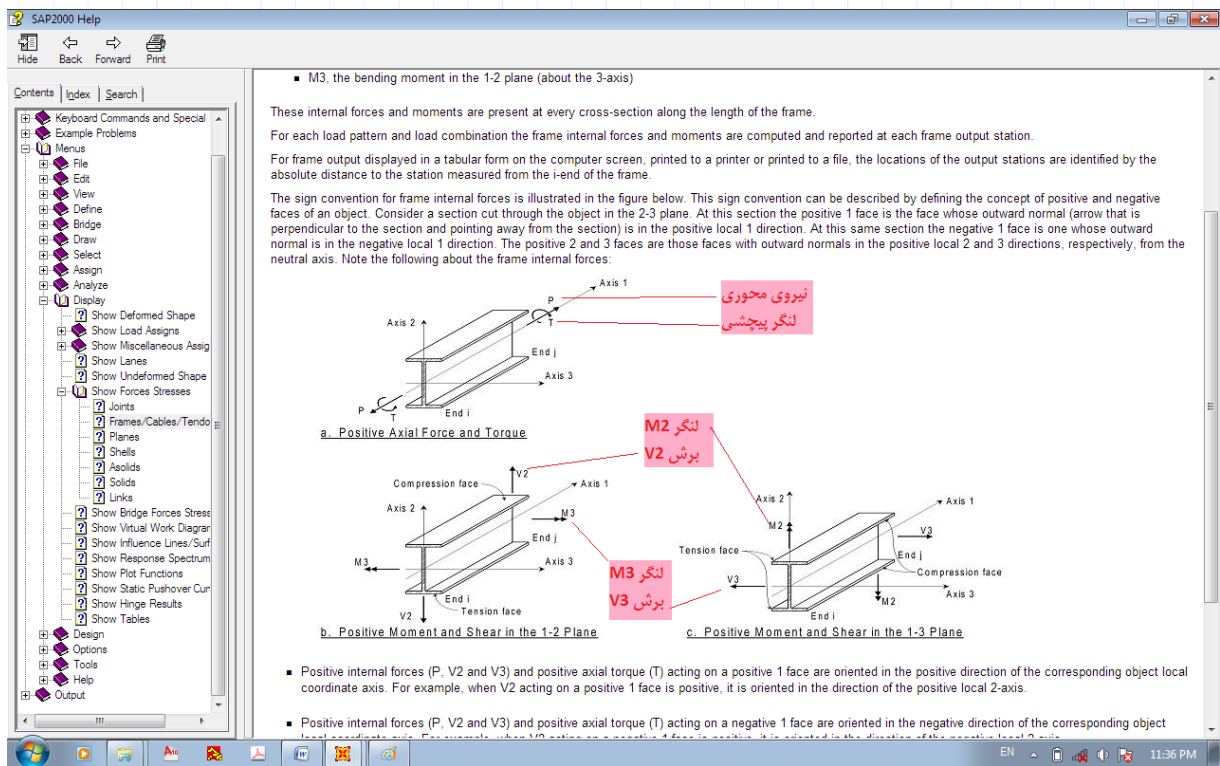 SAP2000 Help
Hide Back Forward Print
Contents Index Search
Keyboard Commands and Special
Example Problems
Menus
File
Edit
View
Define
Bridge
Draw
Select
Assign
Analyze
Display
Show Deformed Shape
Show Load Assigns
Show Miscellaneous Assig
Show Lanes
Show Undeformed Shape
Show Forces Stresses
Joints
Frames/Cables/Tendo
Planes
Shells
Asolids
Solids
Links
Show Bridge Forces Stress
Show Virtual Work Diagrar
Show Influence Lines/Surf
Show Response Spectrum
Show Plot Functions
Show Static Pushover Cur
Show Hinge Results
Show Tables
Design
Options
Tools
Help
Output
M3, the bending moment in the 1-2 plane (about the 3-axis)
These internal forces and moments are present at every cross-section along the length of the frame.
For each load pattern and load combination the frame internal forces and moments are computed and reported at each frame output station.
For frame output displayed in a tabular form on the computer screen, printed to a printer or printed to a file, the locations of the output stations are identified by the
absolute distance to the station measured from the i-end of the frame.
The sign convention for frame internal forces is illustrated in the figure below. This sign convention can be described by defining the concept of positive and negative
faces of an object. Consider a section cut through the object in the 2-3 plane. At this section the positive 1 face is the face whose outward normal (arrow that is
perpendicular to the section and pointing away from the section) is in the positive local 1 direction. At this same section the negative 1 face is one whose outward
normal is in the negative local 1 direction. The positive 2 and 3 faces are those faces with outward normals in the positive local 2 and 3 directions, respectively, from the
neutral axis. Note the following about the frame internal forces:
Axis 1
P
T
Axis 2
End j
Axis 3
P
T
End i
a. Positive Axial Force and Torque
نیروی محوری
لنگر پیچشی
لنگر M2
برش V2
V2
Compression face
Axis 1
Axis 2
M3
End j
M3
Axis 3
End i
Tension face
V2
b. Positive Moment and Shear in the 1-2 Plane
لنگر M3
برش V3
Axis 2
Axis 1
M2
V3
Tension face
End j
Compression face
V3
Axis 3
M2
End i
c. Positive Moment and Shear in the 1-3 Plane
Positive internal forces (P, V2 and V3) and positive axial torque (T) acting on a positive 1 face are oriented in the positive direction of the corresponding object local
coordinate axis. For example, when V2 acting on a positive 1 face is positive, it is oriented in the direction of the positive local 2-axis.
Positive internal forces (P, V2 and V3) and positive axial torque (T) acting on a negative 1 face are oriented in the negative direction of the corresponding object
EN 11:36 PM